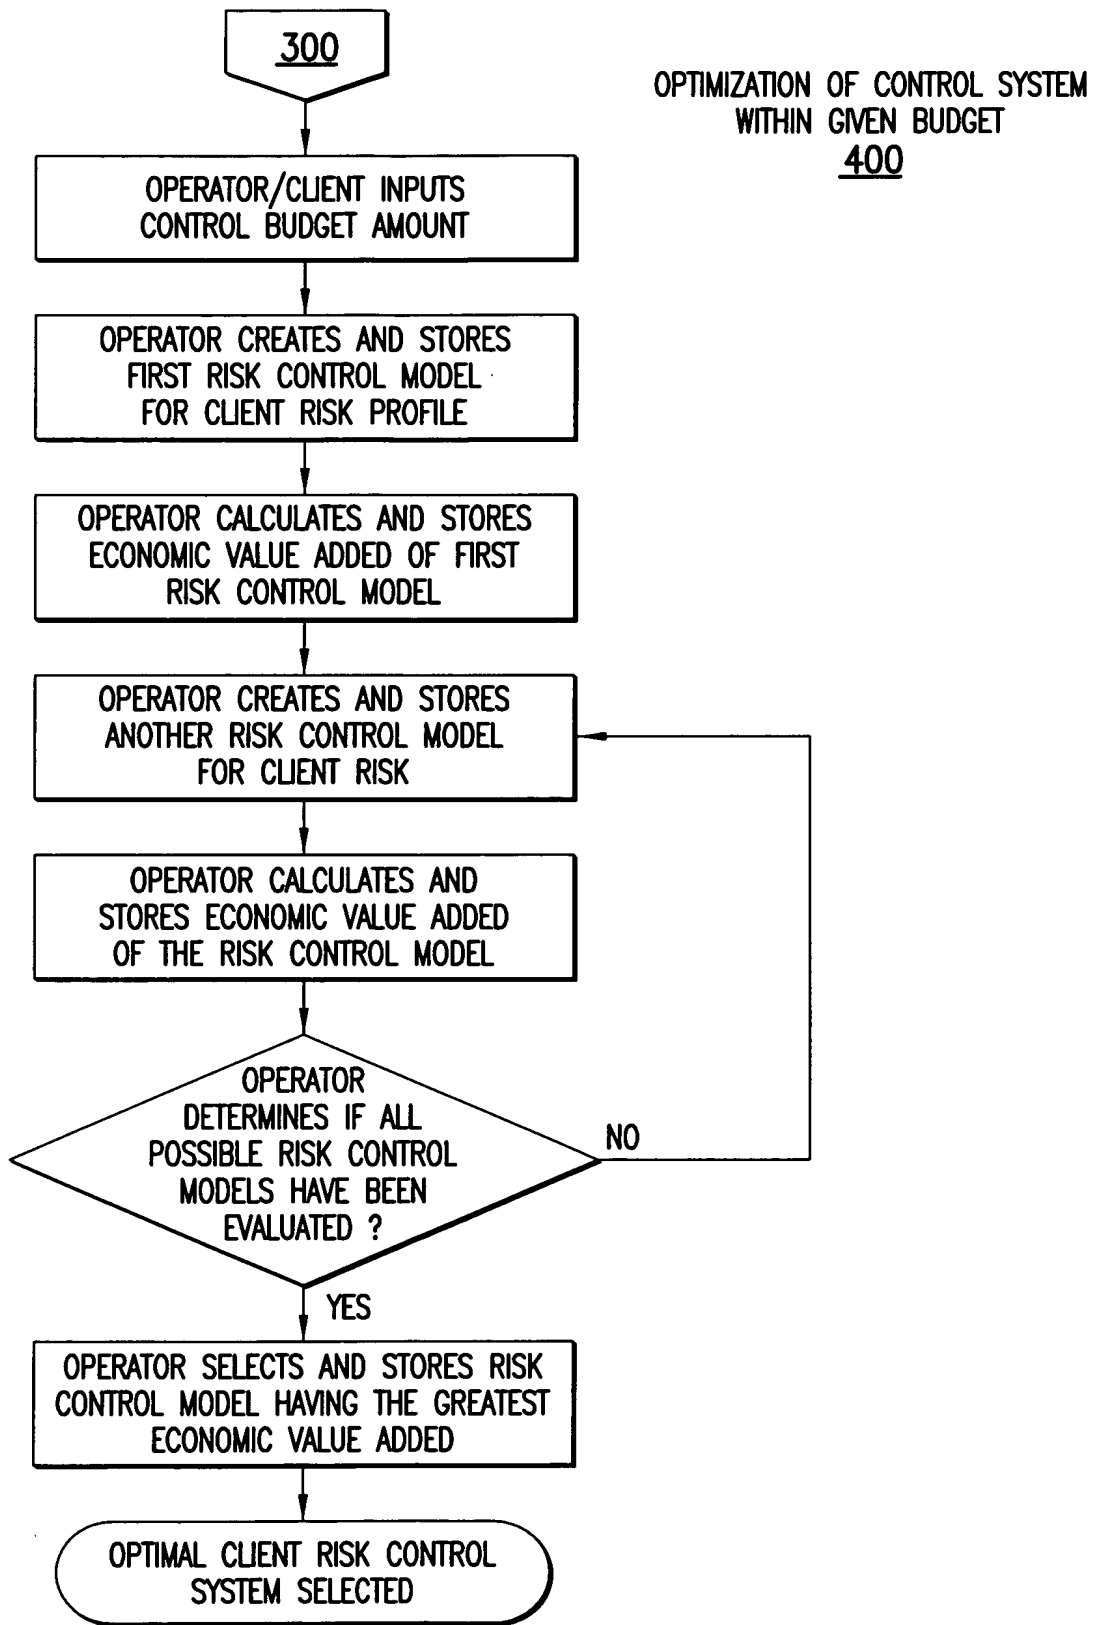 300
OPTIMIZATION OF CONTROL SYSTEM
WITHIN GIVEN BUDGET
400
OPERATOR/CLIENT INPUTS
CONTROL BUDGET AMOUNT
OPERATOR CREATES AND STORES
FIRST RISK CONTROL MODEL
FOR CLIENT RISK PROFILE
OPERATOR CALCULATES AND STORES
ECONOMIC VALUE ADDED OF FIRST
RISK CONTROL MODEL
OPERATOR CREATES AND STORES
ANOTHER RISK CONTROL MODEL
FOR CLIENT RISK
OPERATOR CALCULATES AND
STORES ECONOMIC VALUE ADDED
OF THE RISK CONTROL MODEL
OPERATOR
DETERMINES IF ALL
POSSIBLE RISK CONTROL
MODELS HAVE BEEN
EVALUATED ?
NO
YES
OPERATOR SELECTS AND STORES RISK
CONTROL MODEL HAVING THE GREATEST
ECONOMIC VALUE ADDED
OPTIMAL CLIENT RISK CONTROL
SYSTEM SELECTED